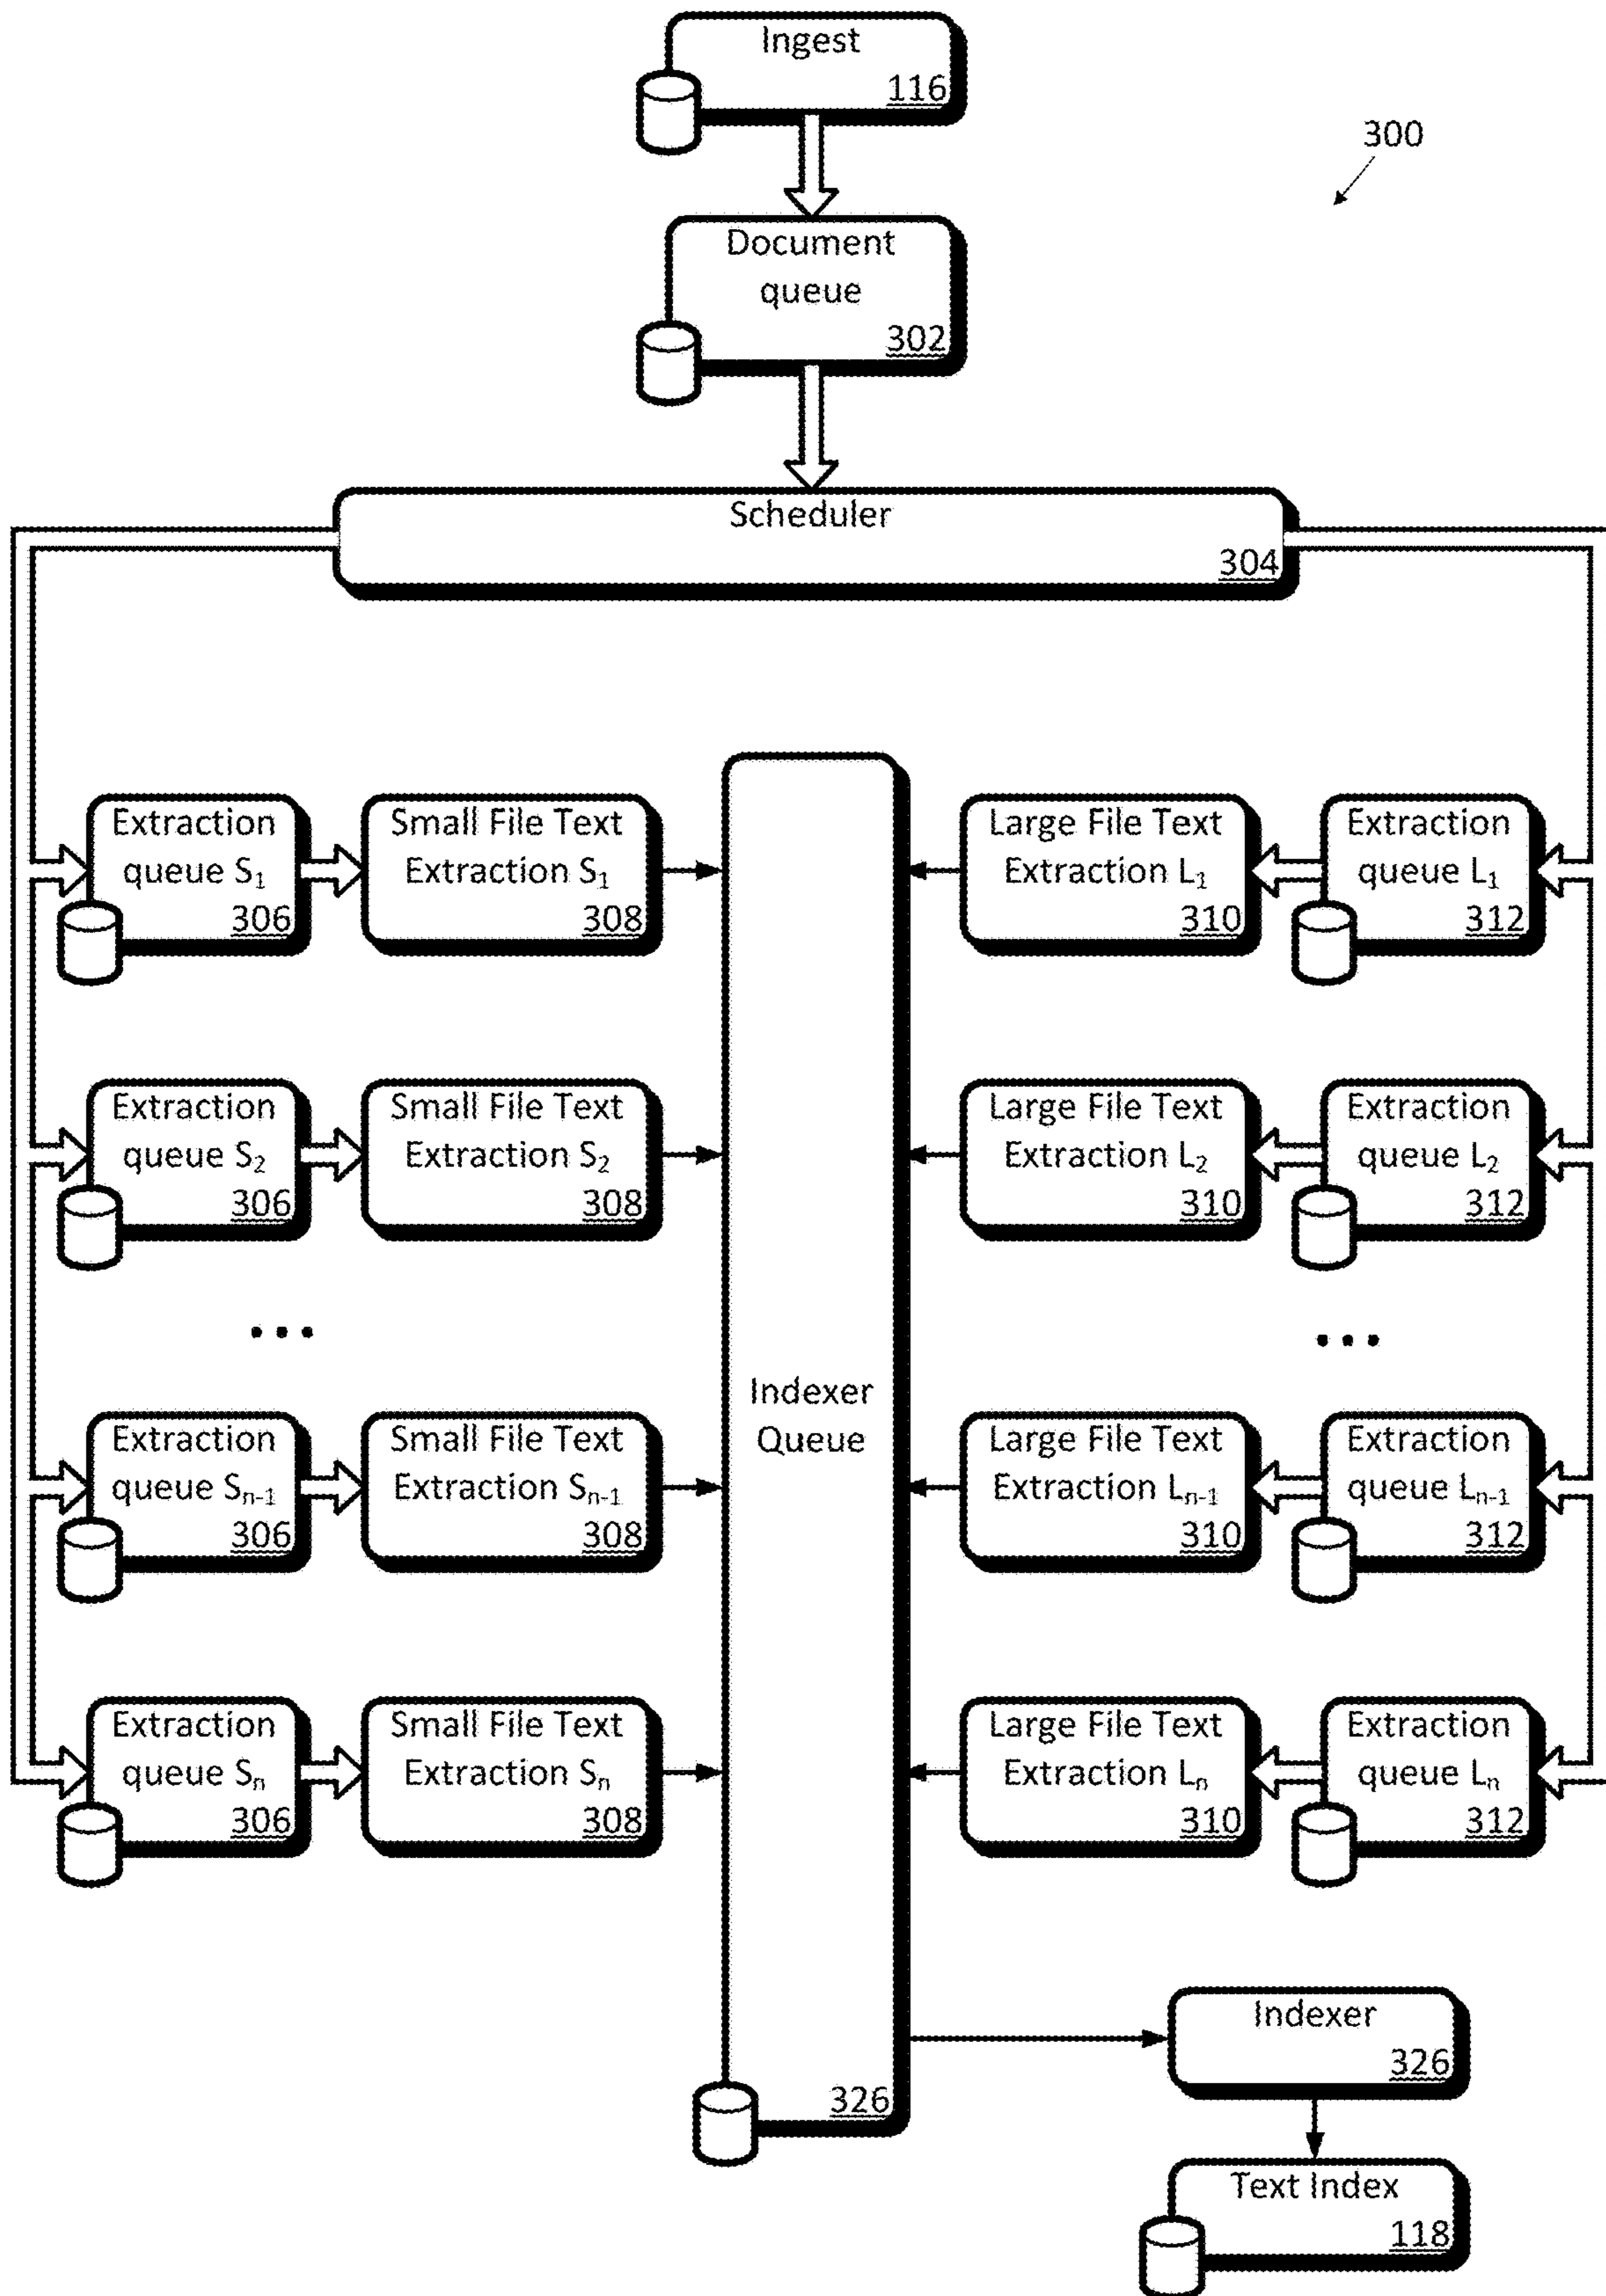 Ingest
116
300
Document
queue
302
Scheduler
304
Extraction
queue S₁
306
Small File Text
Extraction S₁
308
Large File Text
Extraction L₁
310
Extraction
queue L₁
312
Extraction
queue S₂
306
Small File Text
Extraction S₂
308
Large File Text
Extraction L₂
310
Extraction
queue L₂
312
...
...
Indexer
Queue
326
Extraction
queue Sₙ₋₁
306
Small File Text
Extraction Sₙ₋₁
308
Large File Text
Extraction Lₙ₋₁
310
Extraction
queue Lₙ₋₁
312
Extraction
queue Sₙ
306
Small File Text
Extraction Sₙ
308
Large File Text
Extraction Lₙ
310
Extraction
queue Lₙ
312
Indexer
326
Text Index
118